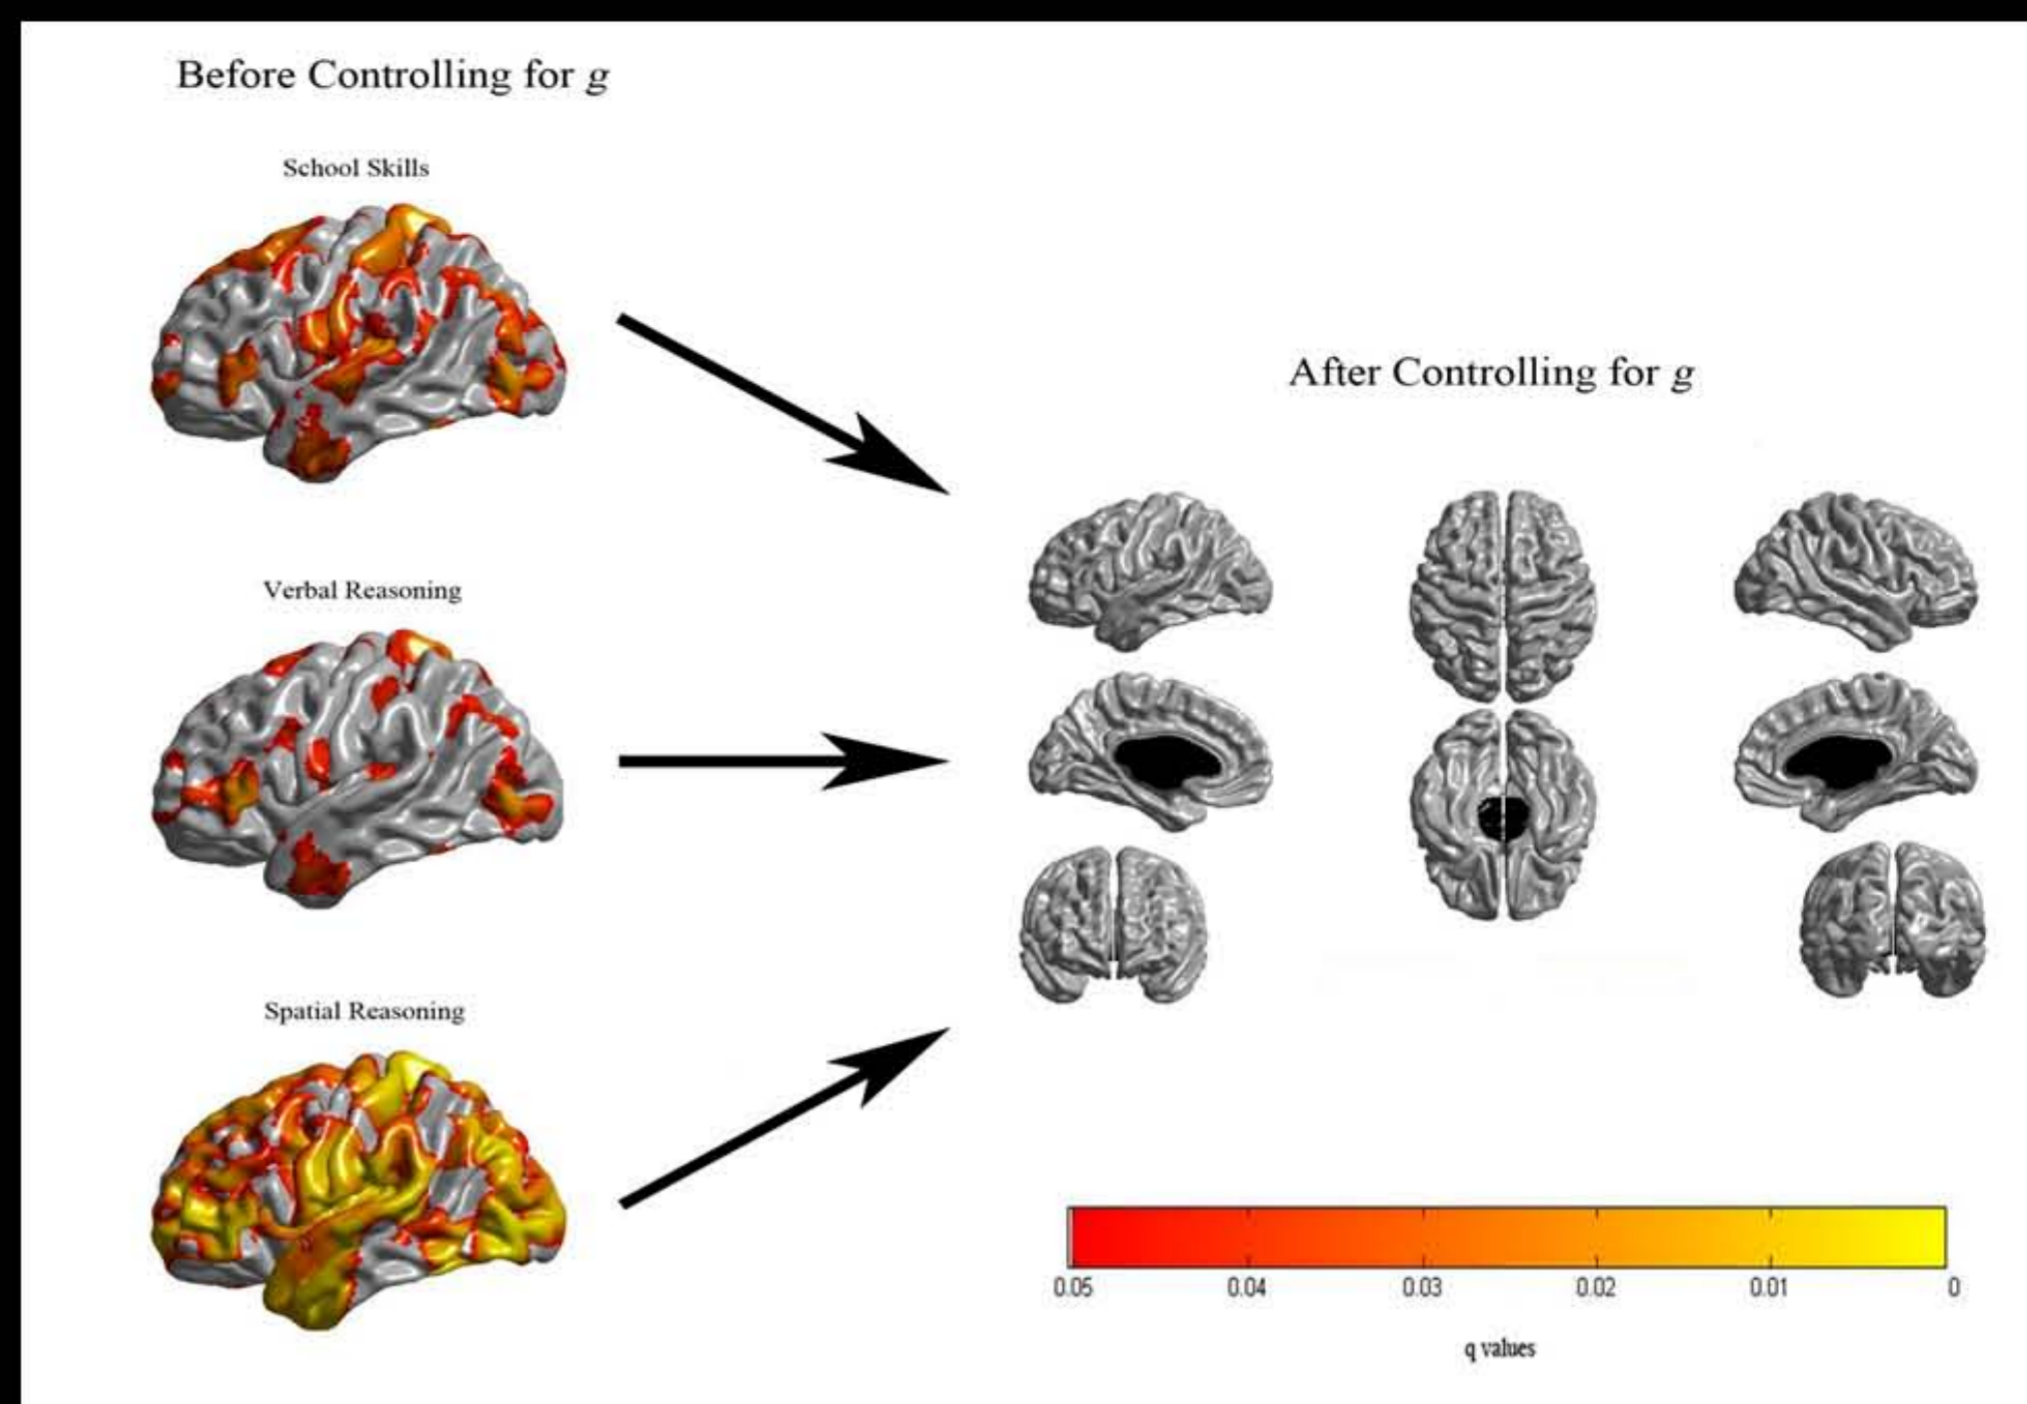 Before Controlling for g
School Skills
After Controlling for g
Verbal Reasoning
Spatial Reasoning
0.05 0.04 0.03 0.02 0.01 0
q values